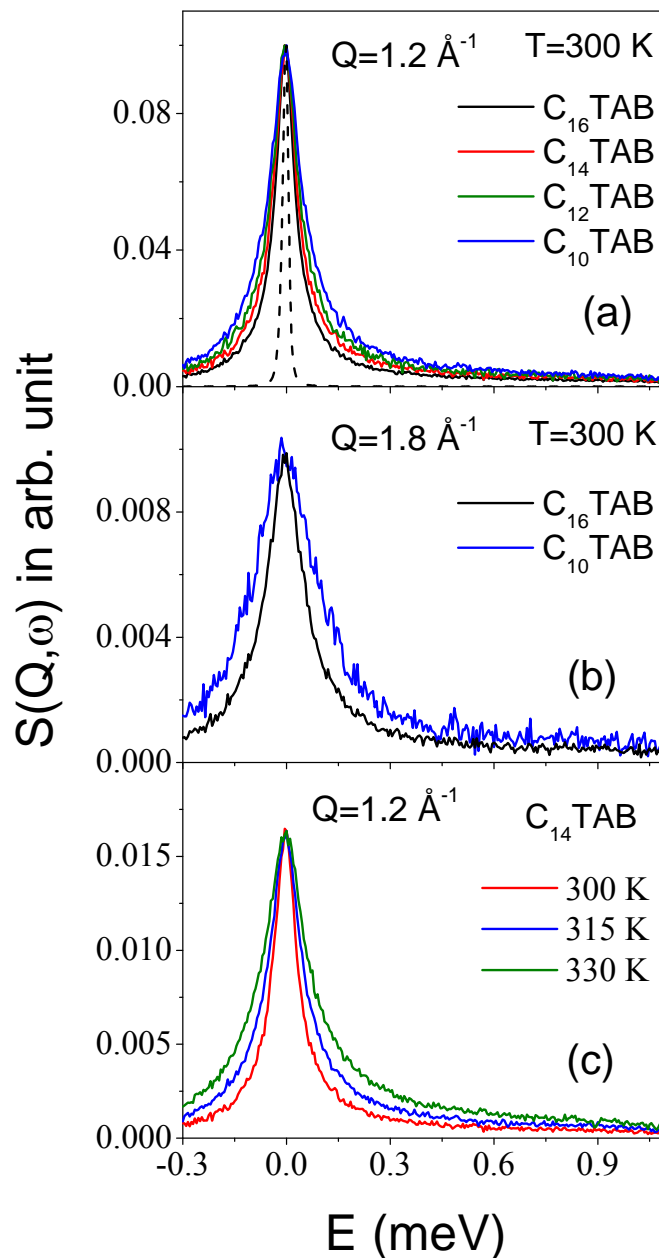 Q=1.2 Å⁻¹ T=300 K
C₁₆TAB
C₁₄TAB
C₁₂TAB
C₁₀TAB
0.08
0.04
0.00
(a)
Q=1.8 Å⁻¹ T=300 K
C₁₆TAB
C₁₀TAB
0.008
0.004
0.000
(b)
S(Q,ω) in arb. unit
Q=1.2 Å⁻¹ C₁₄TAB
300 K
315 K
330 K
0.015
0.010
0.005
0.000
(c)
-0.3 0.0 0.3 0.6 0.9
E (meV)